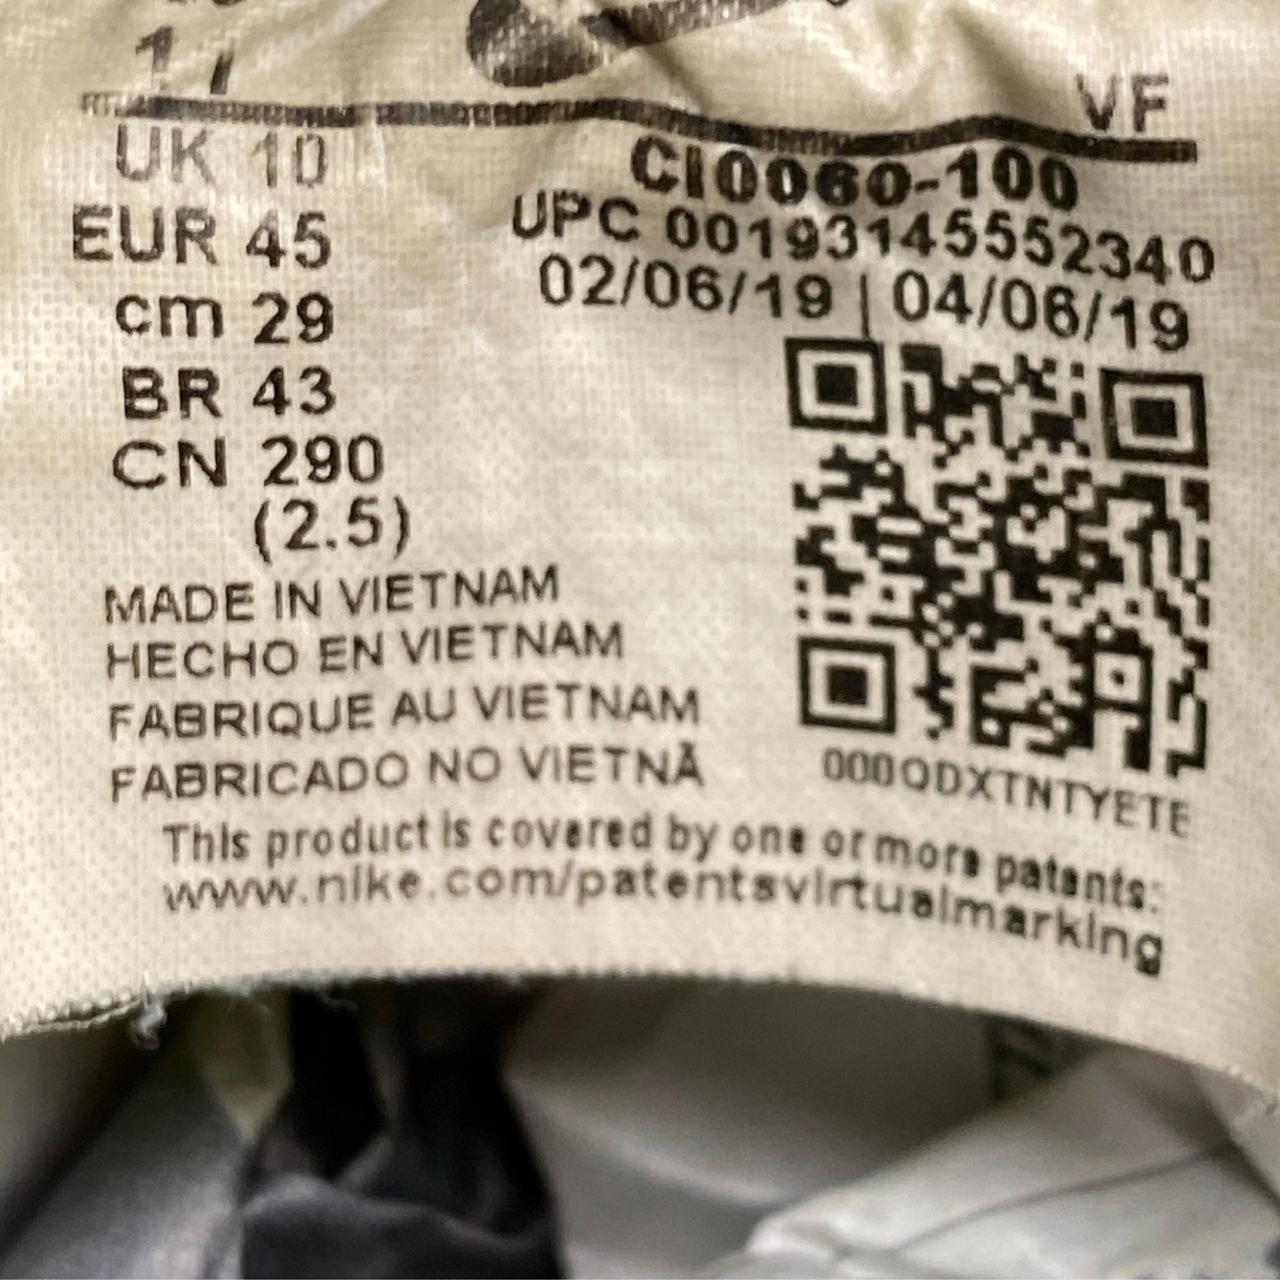 VF
UK 10
EUR 45
cm 29
BR 43
CN 290
(2.5)
CI0060-100
UPC 00193145552340
02/06/19 | 04/06/19
000QDXTNTYETE
MADE IN VIETNAM
HECHO EN VIETNAM
FABRIQUE AU VIETNAM
FABRICADO NO VIETNÃ
This product is covered by one or more patents:
www.nike.com/patentsvirtualmarking